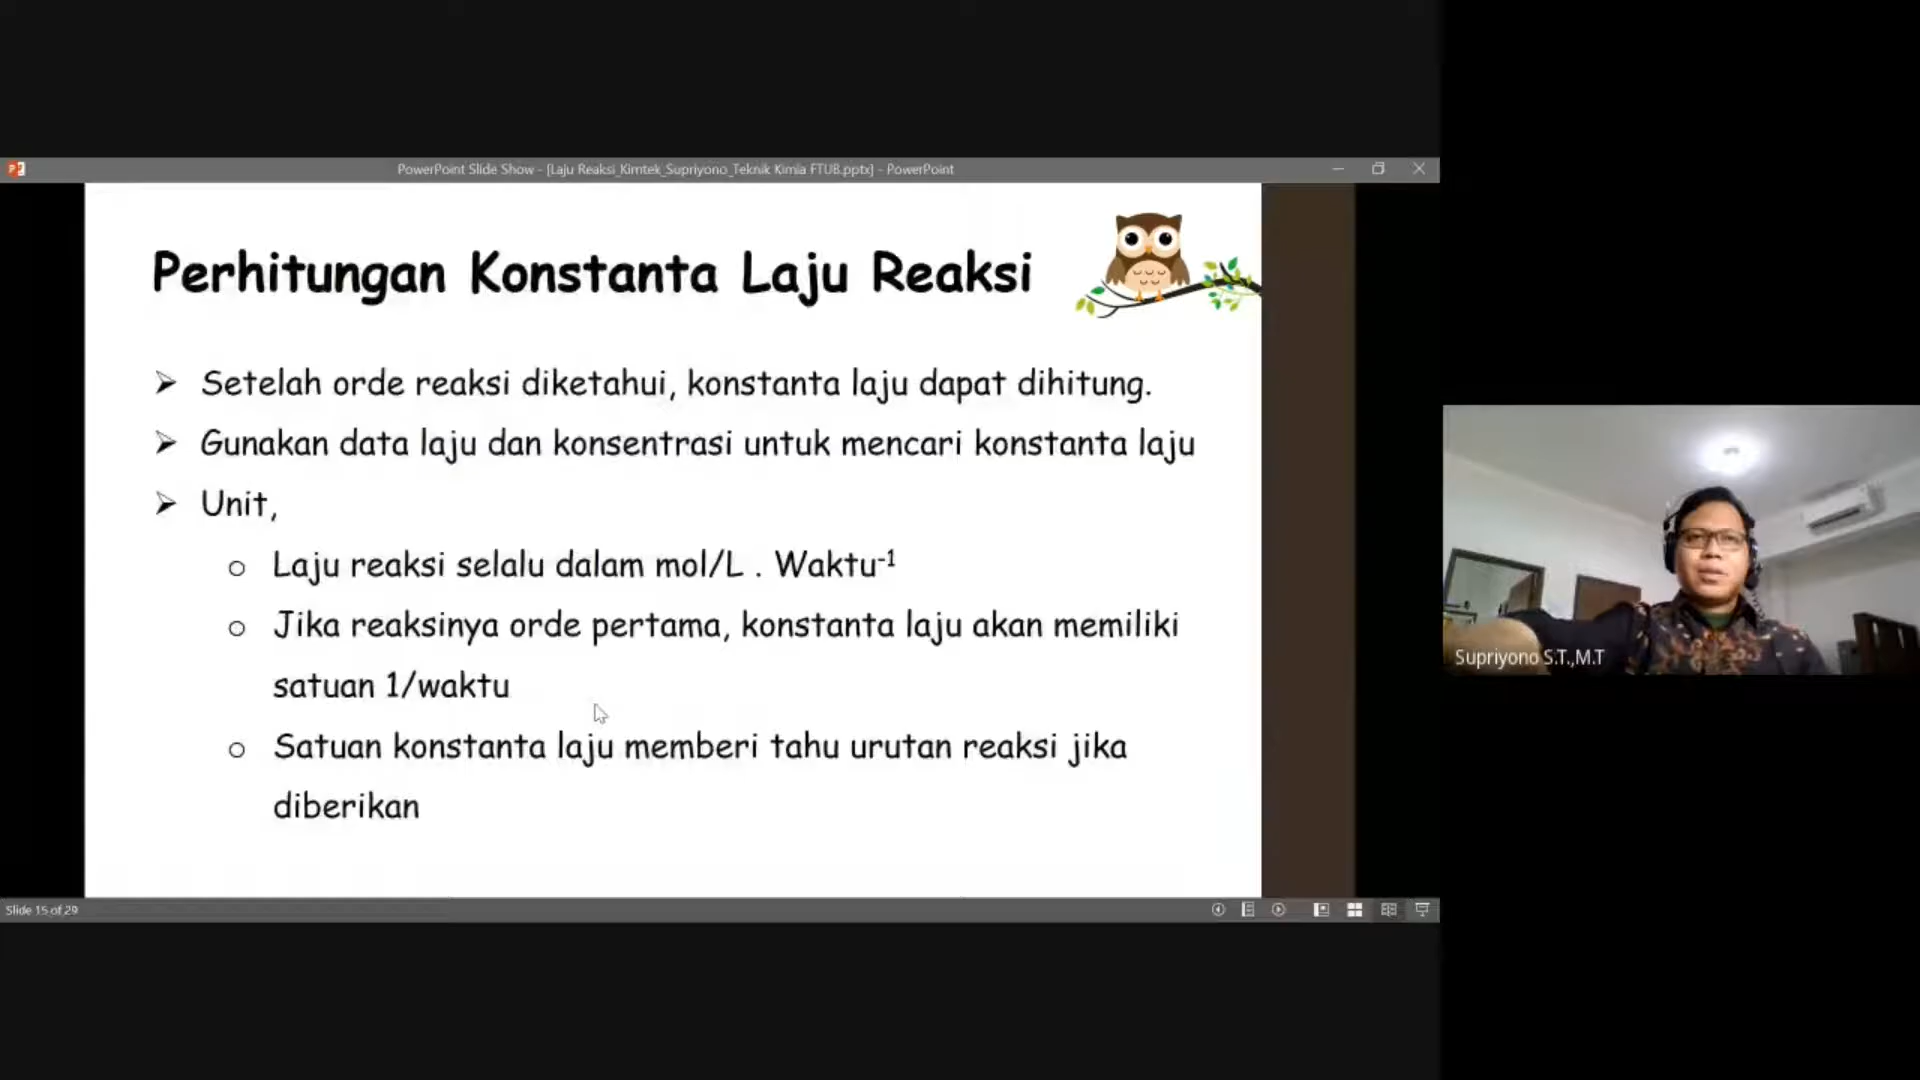 PowerPoint Slide Show - [Laju Reaksi_Kimtek_Supriyono_Teknik Kimia FTUB.pptx] - PowerPoint
Perhitungan Konstanta Laju Reaksi
➢ Setelah orde reaksi diketahui, konstanta laju dapat dihitung.
➢ Gunakan data laju dan konsentrasi untuk mencari konstanta laju
➢ Unit,
o Laju reaksi selalu dalam mol/L . Waktu⁻¹
o Jika reaksinya orde pertama, konstanta laju akan memiliki
satuan 1/waktu
o Satuan konstanta laju memberi tahu urutan reaksi jika
diberikan
Supriyono S.T.,M.T
Slide 15 of 29